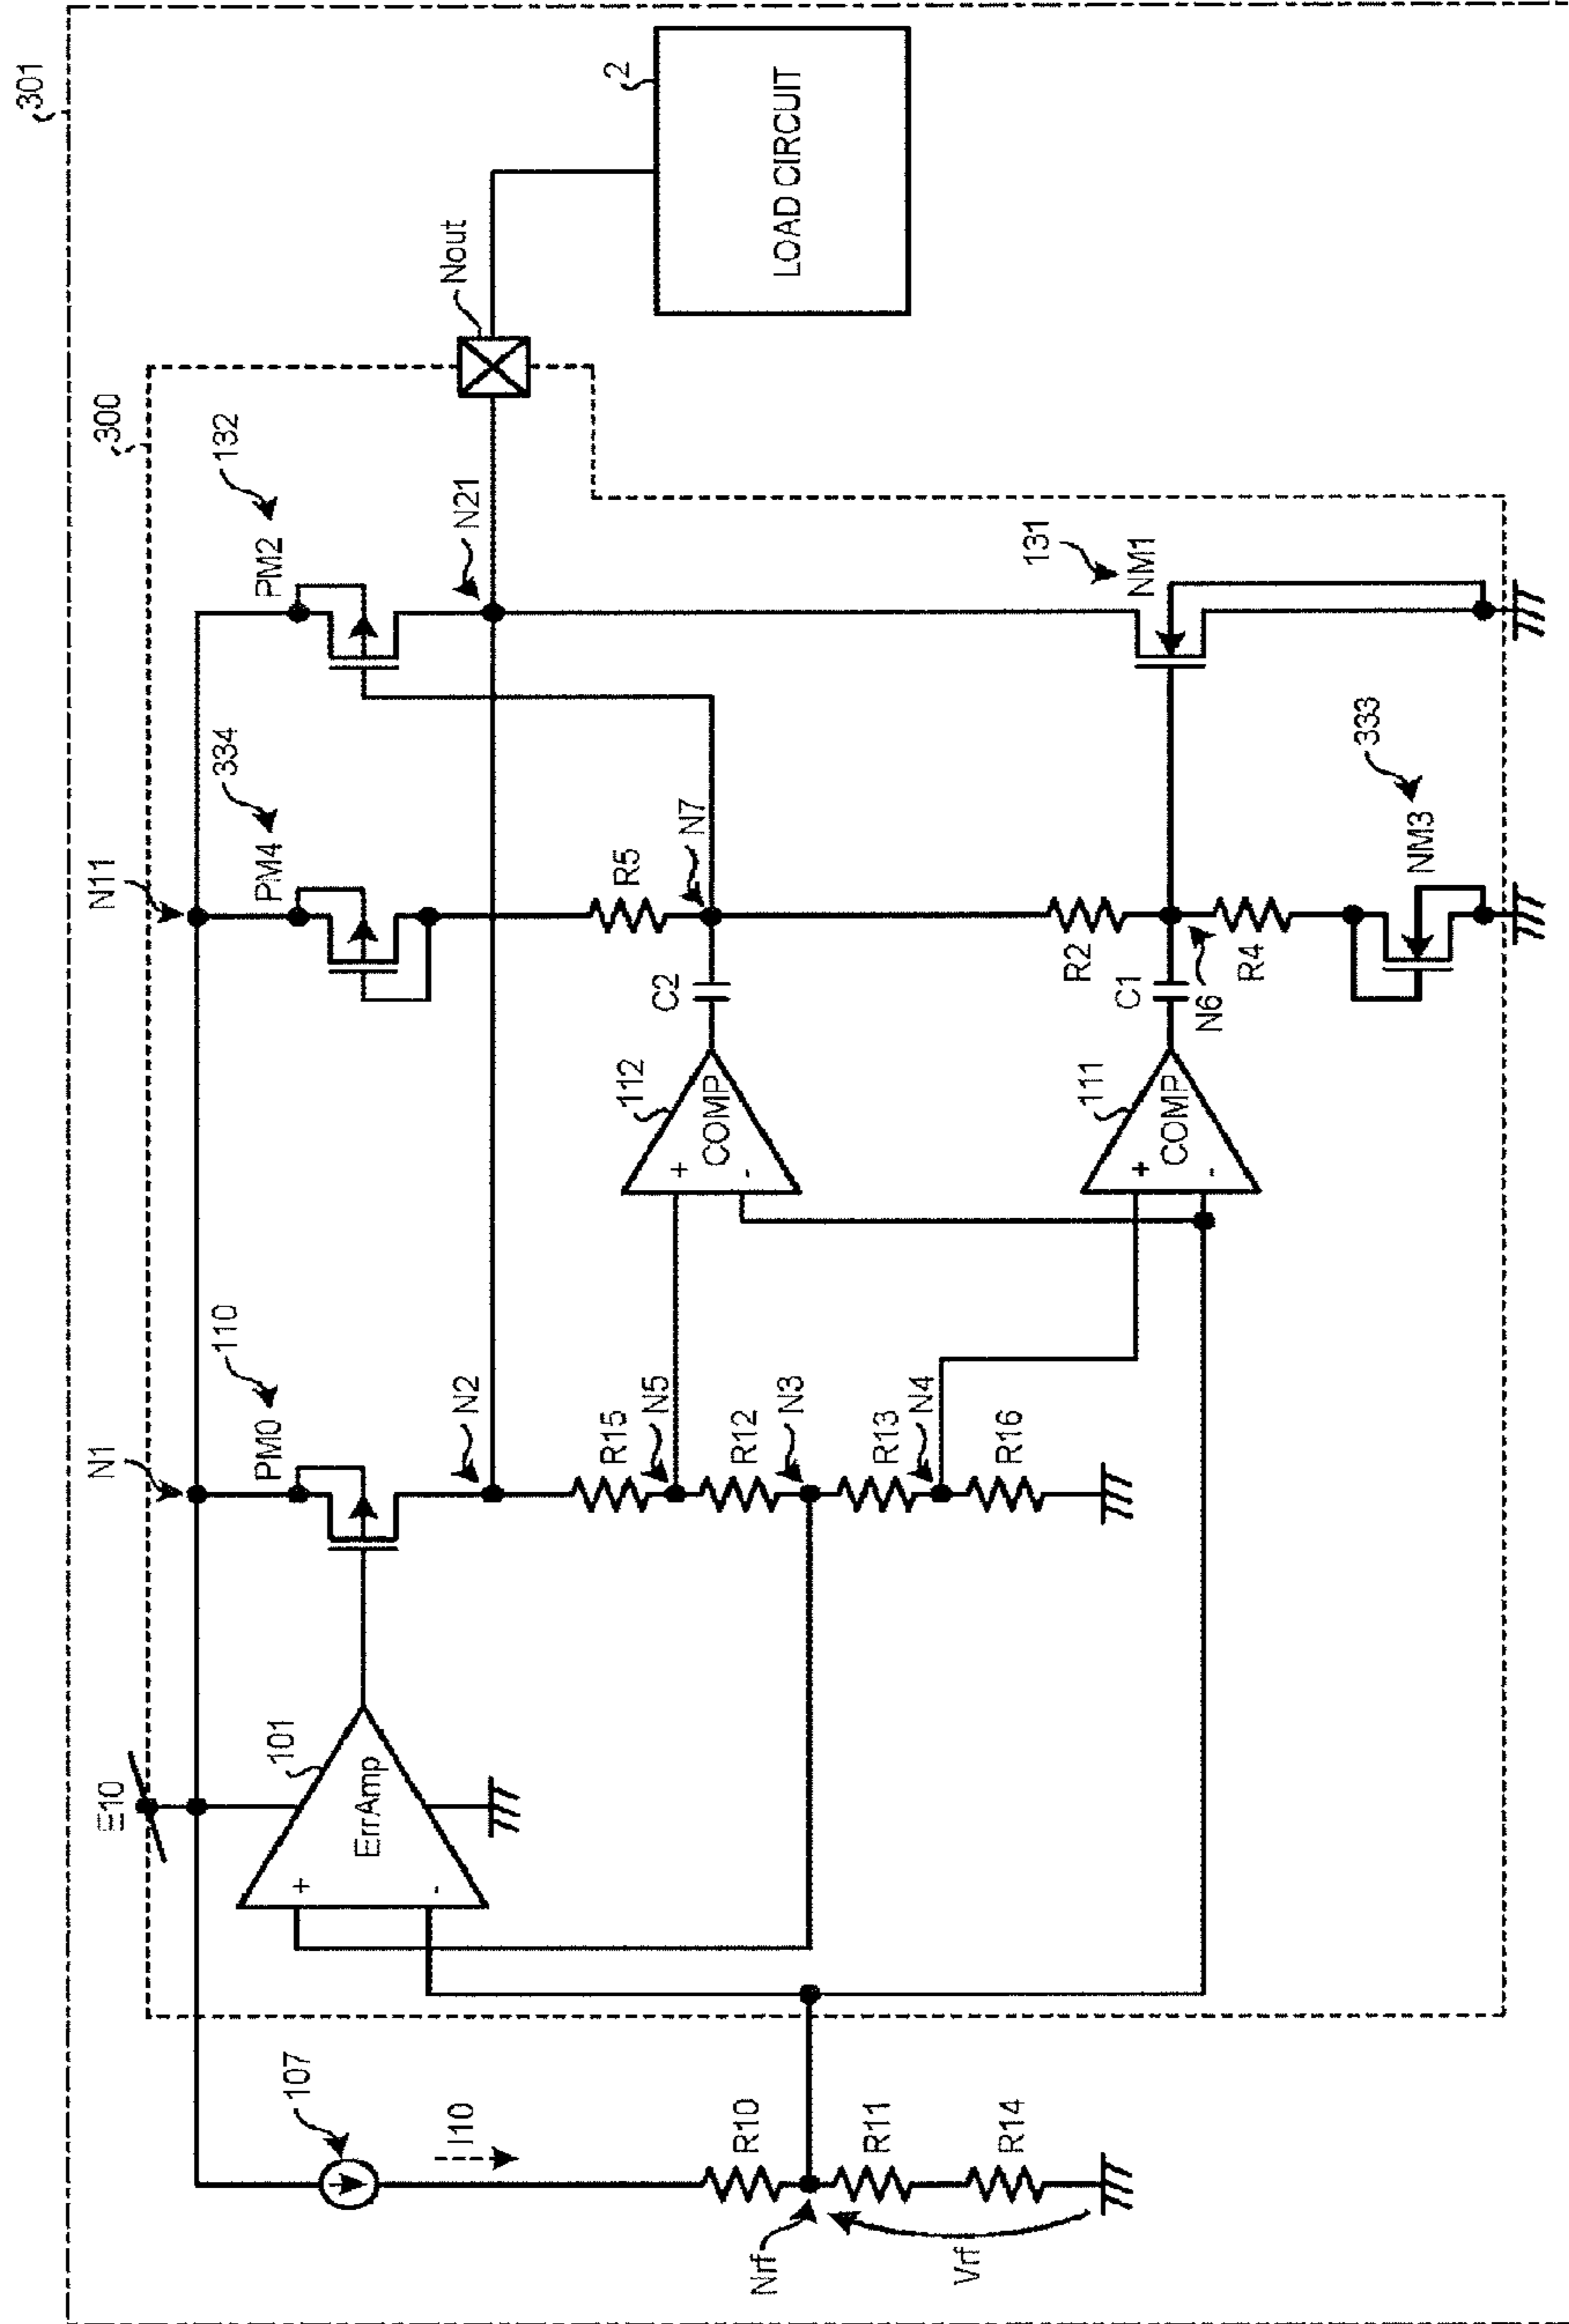 301
300
E10
N1
N11
107
I10
R10
Nrf
R11
R14
Vrf
101
ErrAmp
+
-
PM0
110
N2
R15
N5
R12
N3
R13
N4
R16
112
COMP
+
-
111
COMP
+
-
C2
C1
PM4
334
R5
N7
R2
N6
R4
NM3
333
PM2
132
N21
131
NM1
Nout
2
LOAD CIRCUIT